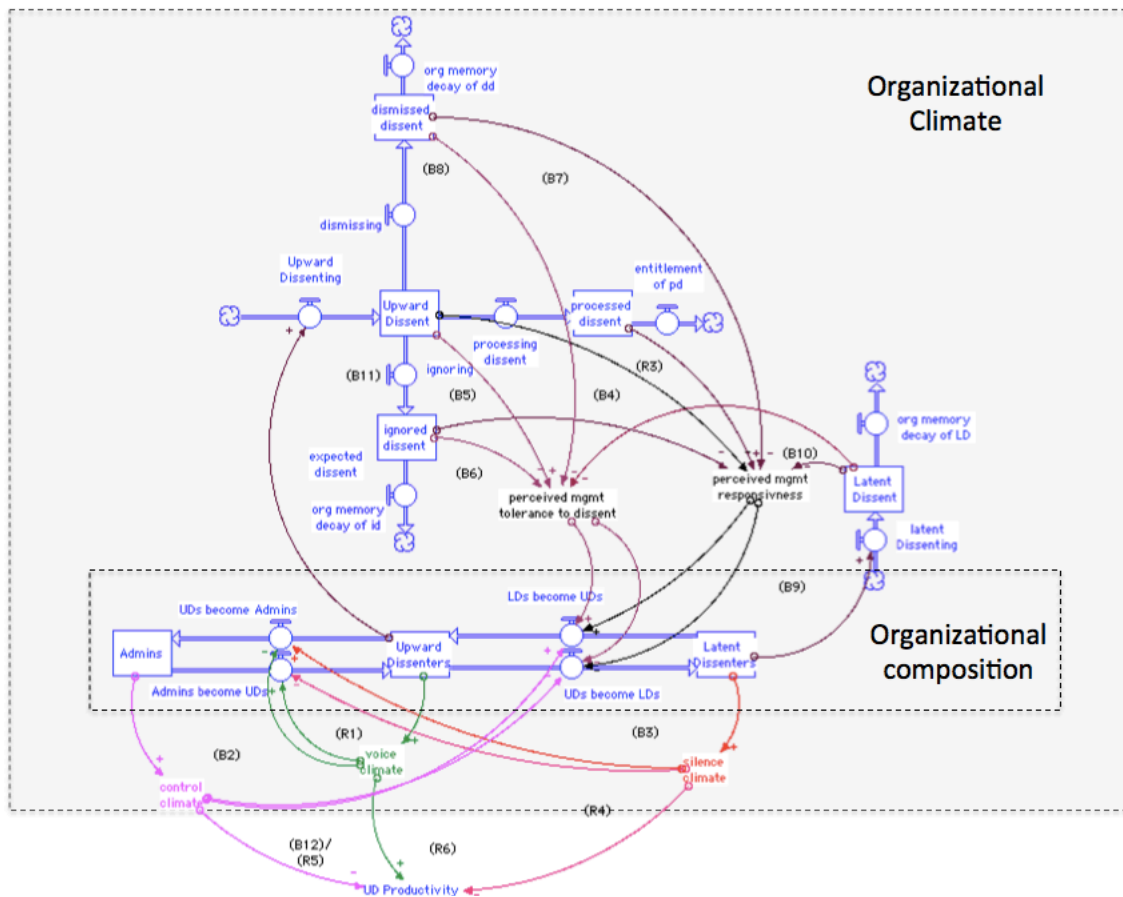 org memory
decay of dd
Organizational
Climate
dismissed
dissent
(B8)
(B7)
dismissing
Upward
Dissenting
entitlement
of pd
Upward
Dissent
processed
dissent
+
processing
dissent
(R3)
(B11)
ignoring
(B5)
(B4)
org memory
decay of LD
ignored
dissent
expected
dissent
(B6)
- + - -
- - + -
(B10)
-
perceived mgmt
tolerance to dissent
perceived mgmt
responsivness
Latent
Dissent
org memory
decay of id
latent
Dissenting
+
(B9)
UDs become Admins
LDs become UDs
+
+
Organizational
composition
Admins
Upward
Dissenters
Latent
Dissenters
-
+
+
-
-
-
Admins become UDs
+
UDs become LDs
(B2)
(R1)
(B3)
+
+
+
voice
climate
silence
climate
control
climate
(R4)
(B12)/
(R5)
(R6)
-
+
-
UD Productivity